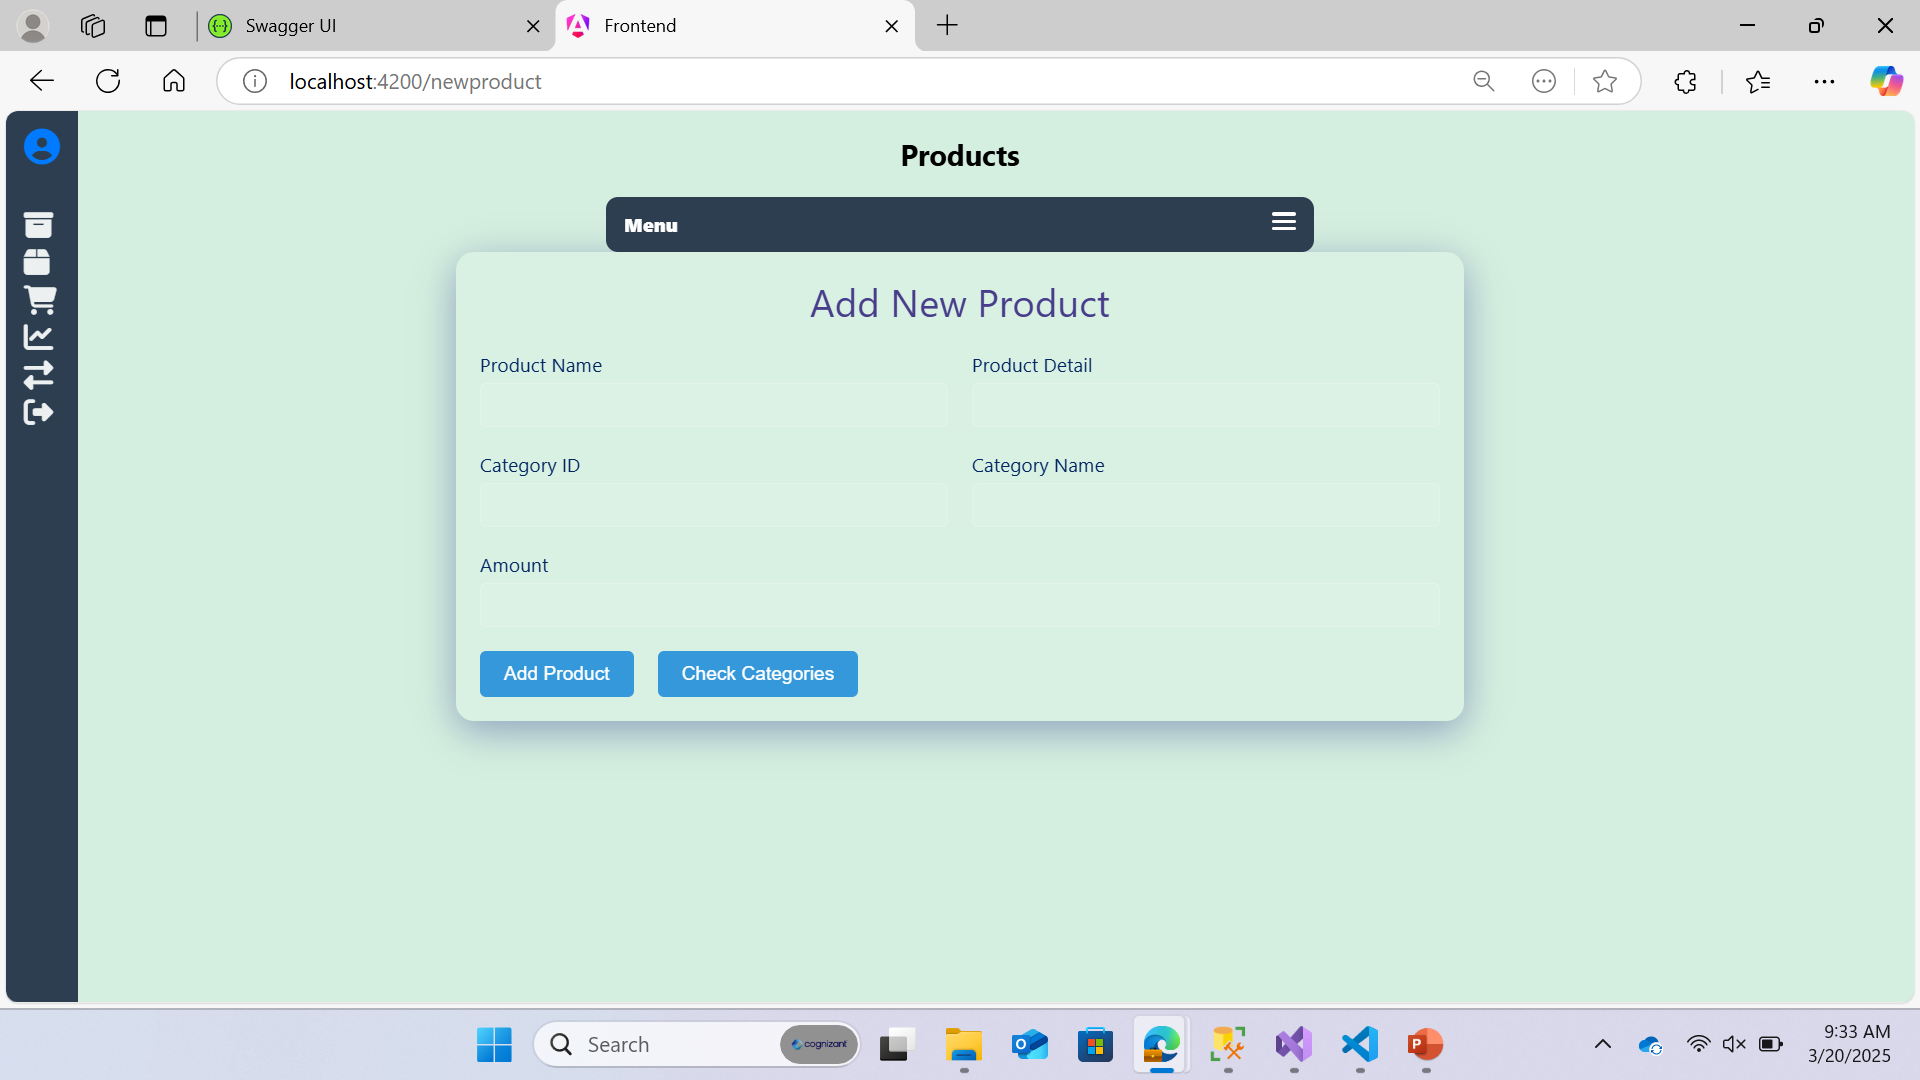 Swagger UI
Frontend
localhost:4200/newproduct
Products
Menu
Add New Product
Product Name
Product Detail
Category ID
Category Name
Amount
Add Product
Check Categories
Search
cognizant
9:33 AM
3/20/2025